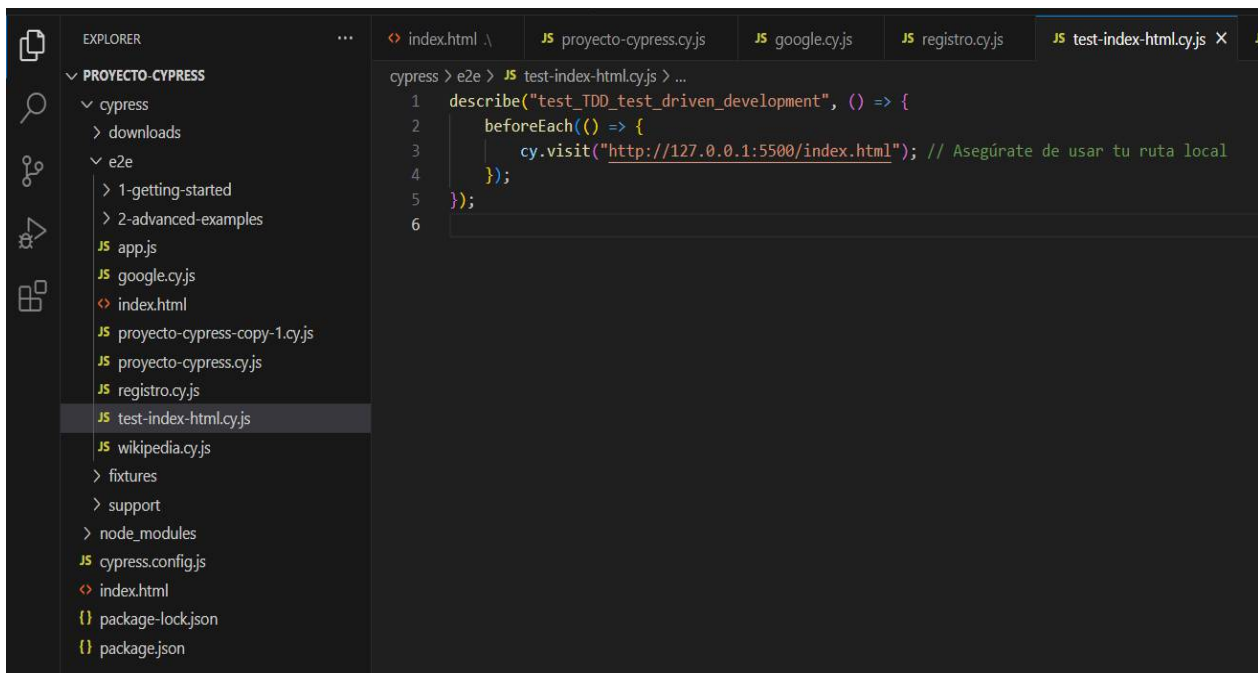 EXPLORER ...
PROYECTO-CYPRESS
cypress
downloads
e2e
1-getting-started
2-advanced-examples
JS app.js
JS google.cy.js
<> index.html
JS proyecto-cypress-copy-1.cy.js
JS proyecto-cypress.cy.js
JS registro.cy.js
JS test-index-html.cy.js
JS wikipedia.cy.js
fixtures
support
node_modules
JS cypress.config.js
<> index.html
{} package-lock.json
{} package.json
<> index.html .\ JS proyecto-cypress.cy.js JS google.cy.js JS registro.cy.js JS test-index-html.cy.js X
cypress > e2e > JS test-index-html.cy.js > ...
1 describe("test_TDD_test_driven_development", () => {
2 beforeEach(() => {
3 cy.visit("http://127.0.0.1:5500/index.html"); // Asegúrate de usar tu ruta local
4 });
5 });
6